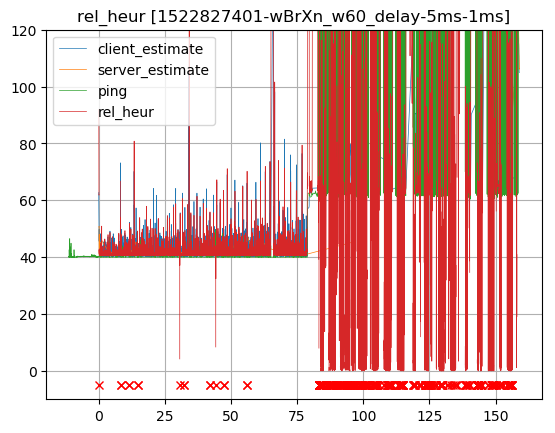 rel_heur [1522827401-wBrXn_w60_delay-5ms-1ms]
client_estimate
server_estimate
ping
rel_heur
120
100
80
60
40
20
0
0
25
50
75
100
125
150